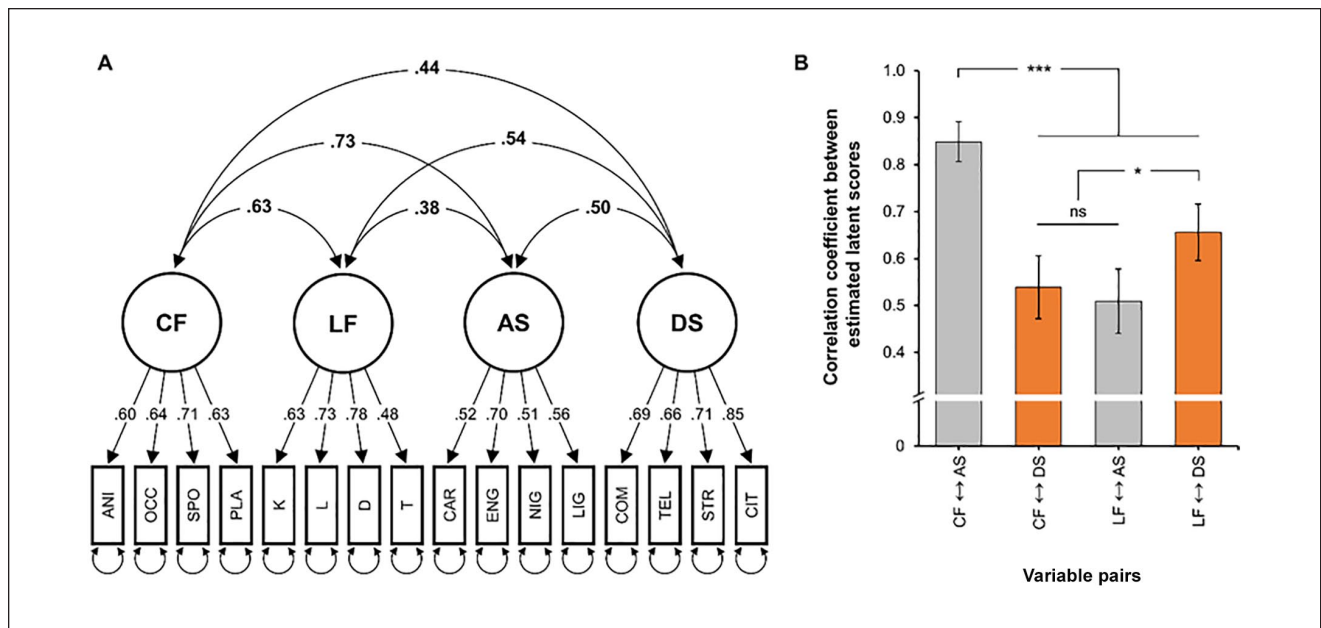 A
.44
.73
.54
.63
.38
.50
CF
LF
AS
DS
.60 .64 .71 .63
.63 .73 .78 .48
.52 .70 .51 .56
.69 .66 .71 .85
ANI
OCC
SPO
PLA
K
L
D
T
CAR
ENG
NIG
LIG
COM
TEL
STR
CIT
B
Correlation coefficient between
estimated latent scores
1.0
0.9
0.8
0.7
0.6
0.5
0.4
0
***
*
ns
CF ↔ AS
CF ↔ DS
LF ↔ AS
LF ↔ DS
Variable pairs